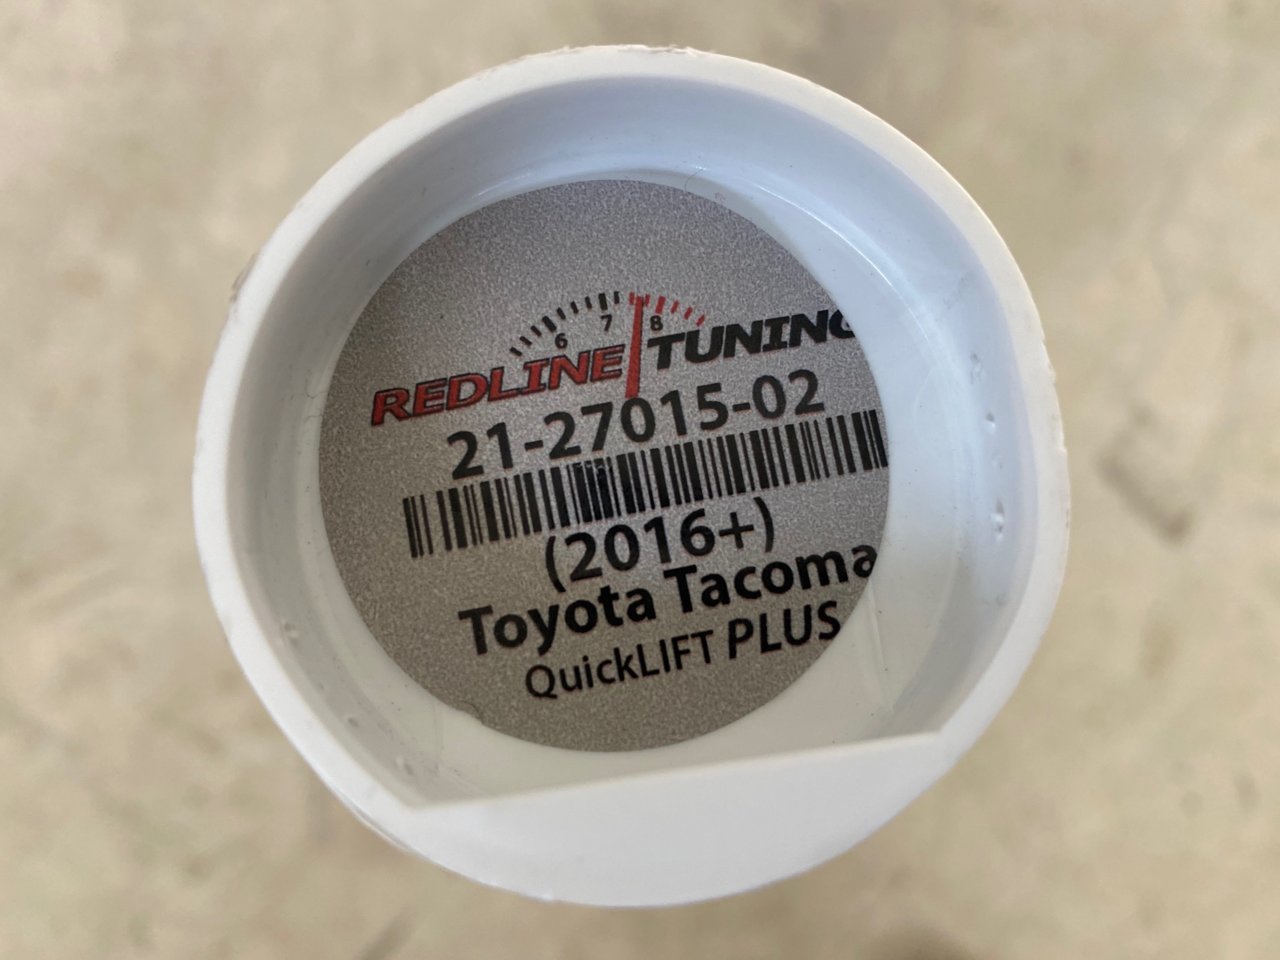 6 7 8
REDLINE TUNING
21-27015-02
(2016+)
Toyota Tacoma
QuickLIFT PLUS